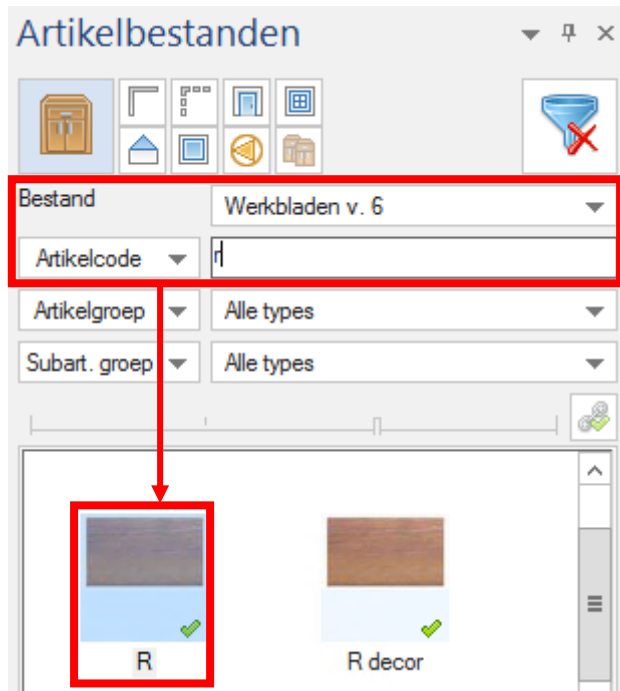 Artikelbestanden
Bestand
Werkbladen v. 6
Artikelcode
r
Artikelgroep
Alle types
Subart. groep
Alle types
R
R decor